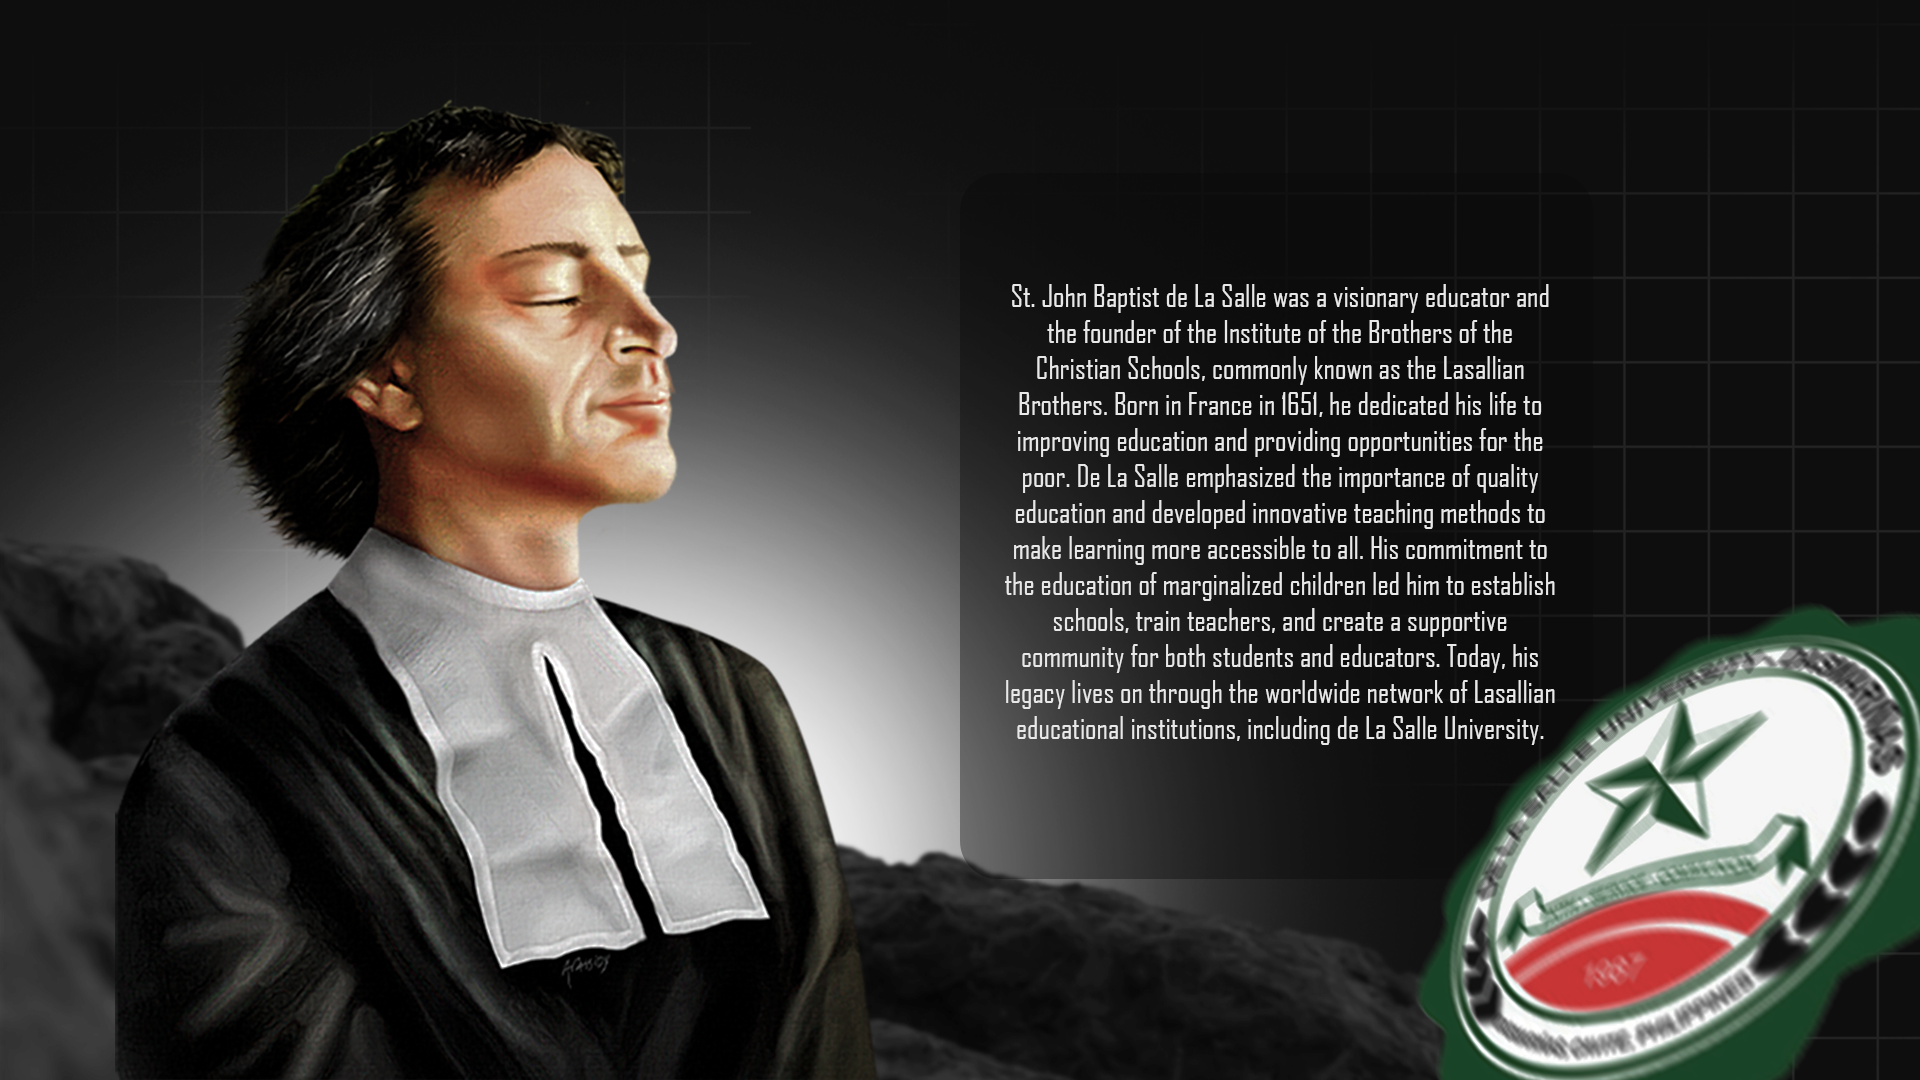 St. John Baptist de La Salle was a visionary educator and
the founder of the Institute of the Brothers of the
Christian Schools, commonly known as the Lasallian
Brothers. Born in France in 1651, he dedicated his life to
improving education and providing opportunities for the
poor. De La Salle emphasized the importance of quality
education and developed innovative teaching methods to
make learning more accessible to all. His commitment to
the education of marginalized children led him to establish
schools, train teachers, and create a supportive
community for both students and educators. Today, his
legacy lives on through the worldwide network of Lasallian
educational institutions, including de La Salle University.
SALLE UNIVERSITY - DASMARIÑAS
PHILIPPINES